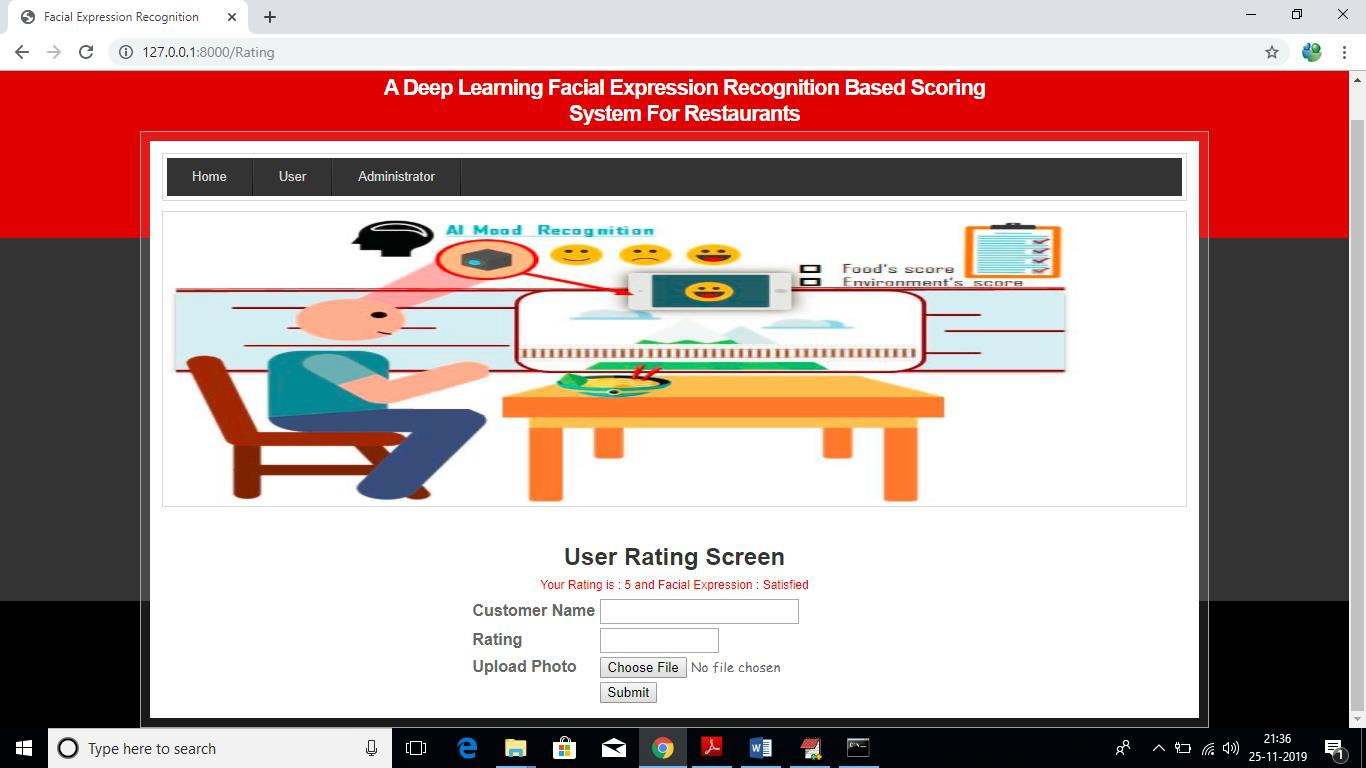 Facial Expression Recognition
127.0.0.1:8000/Rating
A Deep Learning Facial Expression Recognition Based Scoring
System For Restaurants
Home User Administrator
AI Mood Recognition
Food's score
Environment's score
User Rating Screen
Your Rating is : 5 and Facial Expression : Satisfied
Customer Name
Rating
Upload Photo Choose File No file chosen
Submit
Type here to search
21:36
25-11-2019
1